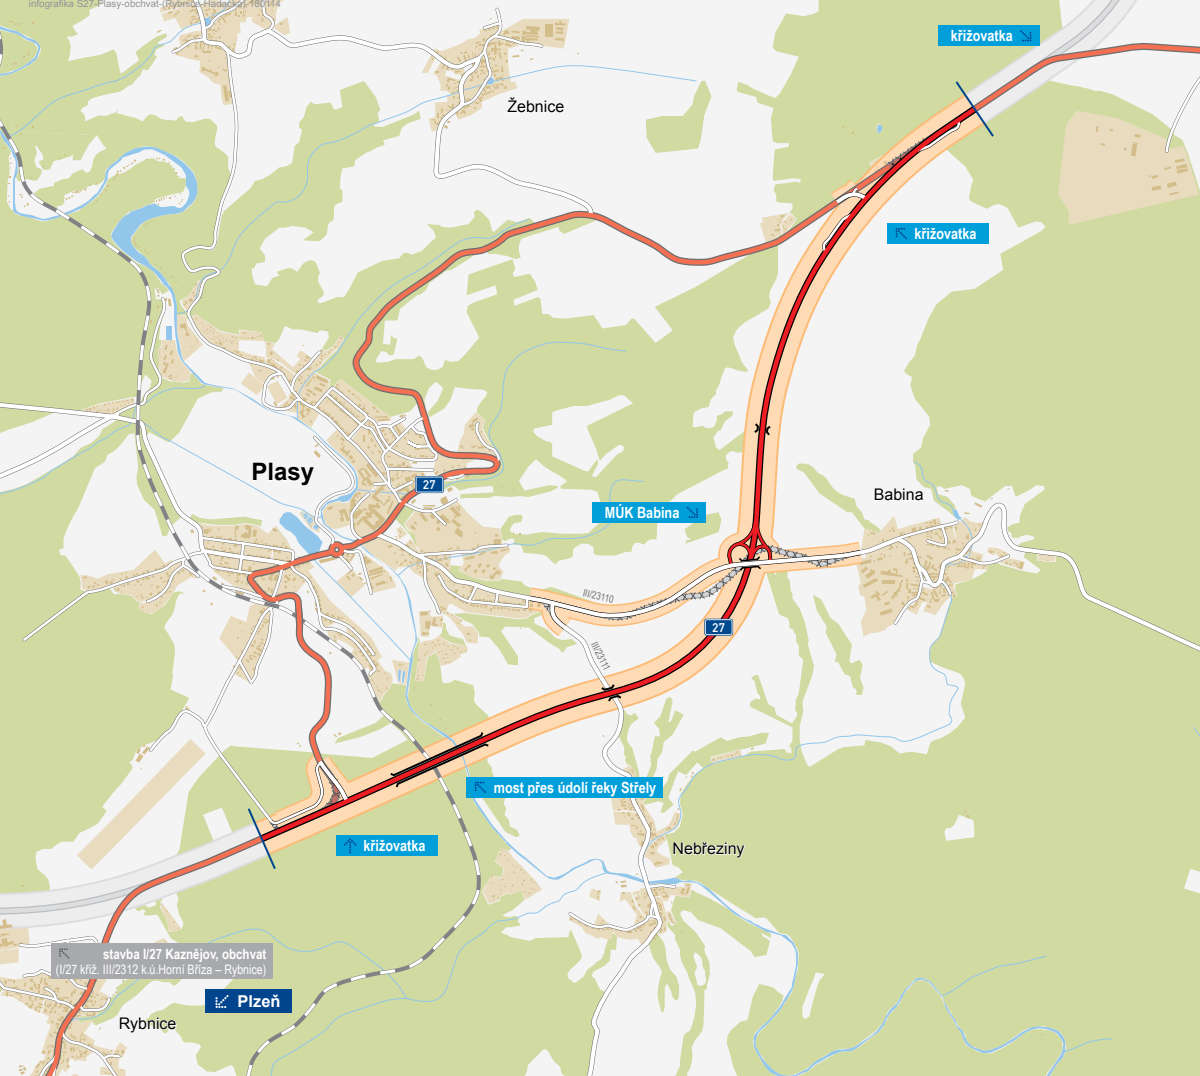 infografika S27-Plasy-obchvat-(Rybnice-Hadačka)-180114
křižovatka
Žebnice
křižovatka
Plasy
27
MÚK Babina
Babina
III/23110
27
III/23111
most přes údolí řeky Střely
křižovatka
Nebřeziny
stavba I/27 Kaznějov, obchvat
(I/27 křiž. III/2312 k.ú.Horní Bříza – Rybnice)
Plzeň
Rybnice